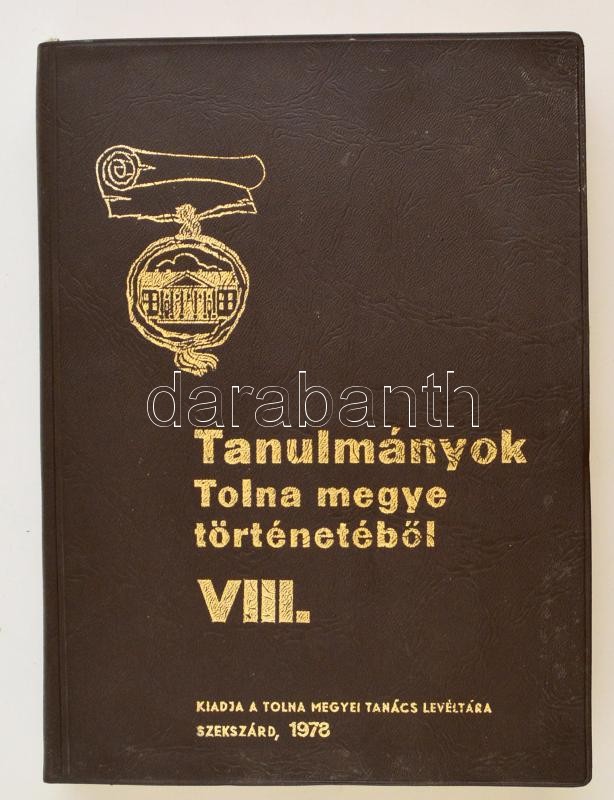 darabanth
Tanulmányok
Tolna megye
történetéből
VIII.
KIADJA A TOLNA MEGYEI TANÁCS LEVÉLTÁRA
SZEKSZÁRD, 1978